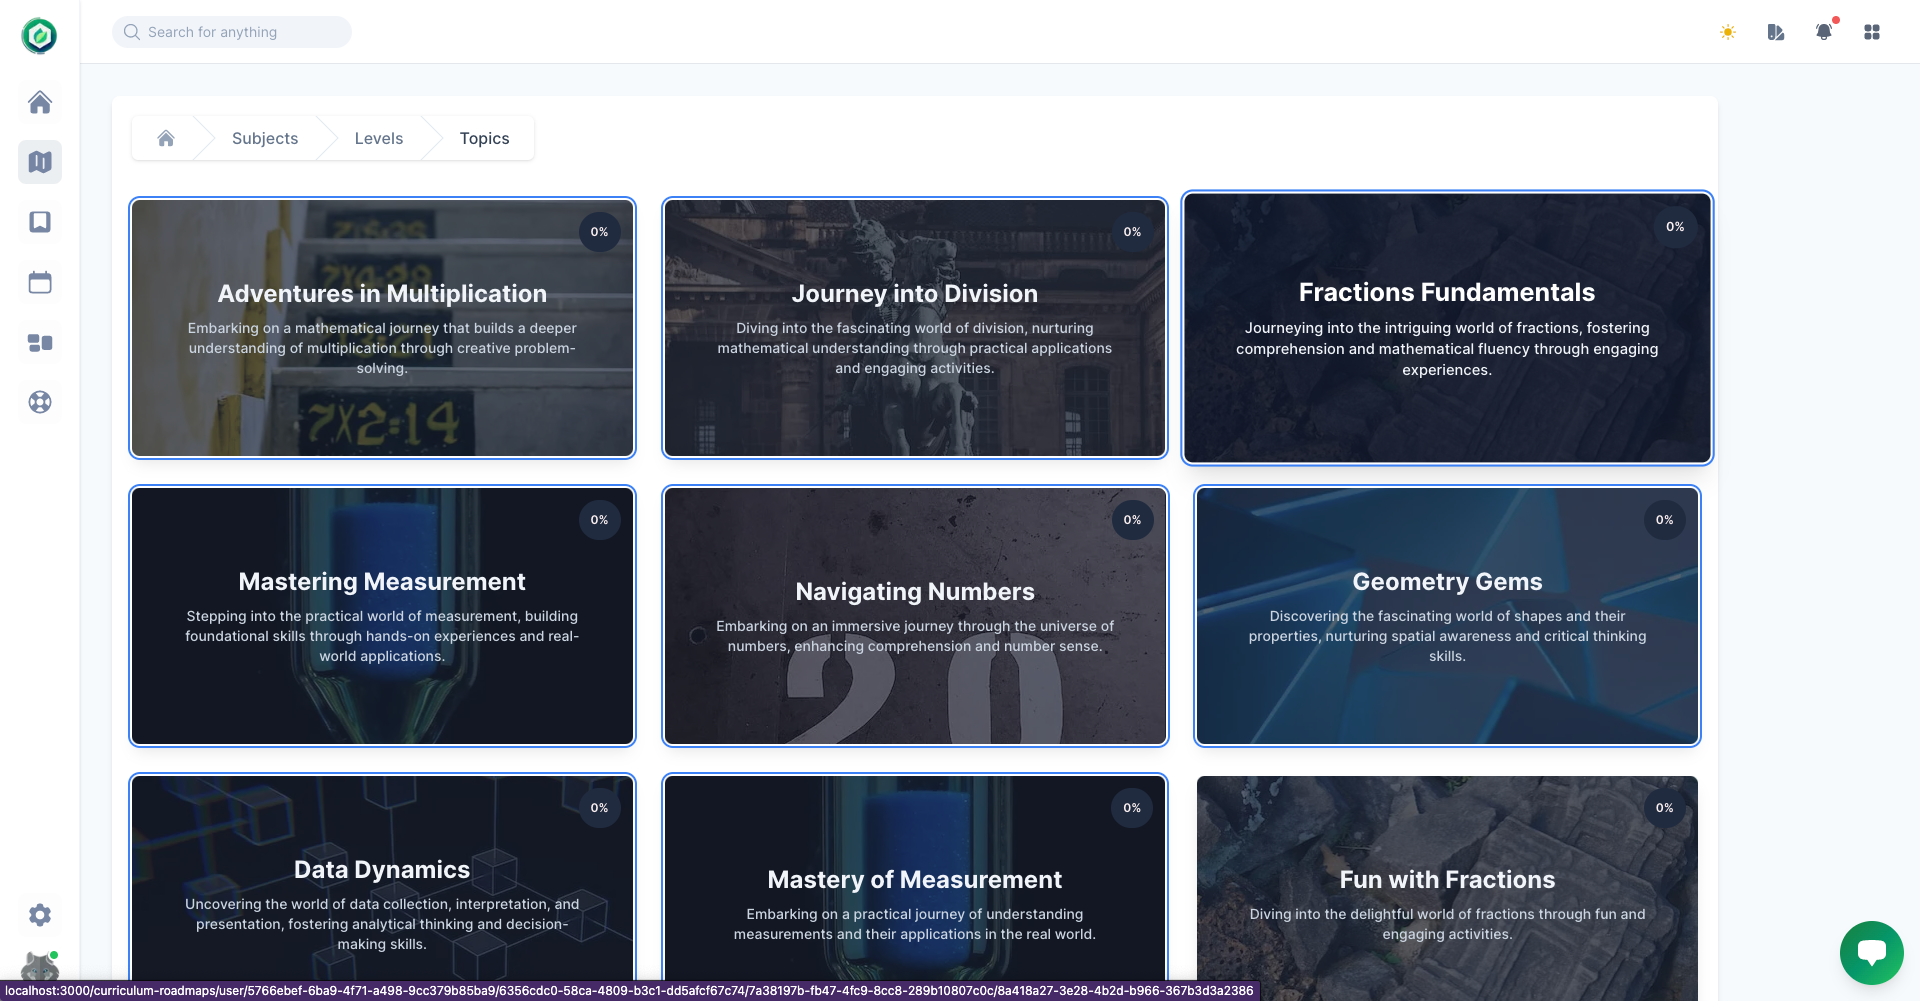 Search for anything
Subjects
Levels
Topics
0%
Adventures in Multiplication
Embarking on a mathematical journey that builds a deeper
understanding of multiplication through creative problem-
solving.
7X2:14
0%
Journey into Division
Diving into the fascinating world of division, nurturing
mathematical understanding through practical applications
and engaging activities.
0%
Fractions Fundamentals
Journeying into the intriguing world of fractions, fostering
comprehension and mathematical fluency through engaging
experiences.
0%
Mastering Measurement
Stepping into the practical world of measurement, building
foundational skills through hands-on experiences and real-
world applications.
0%
Navigating Numbers
Embarking on an immersive journey through the universe of
numbers, enhancing comprehension and number sense.
20
0%
Geometry Gems
Discovering the fascinating world of shapes and their
properties, nurturing spatial awareness and critical thinking
skills.
0%
Data Dynamics
Uncovering the world of data collection, interpretation, and
presentation, fostering analytical thinking and decision-
making skills.
0%
Mastery of Measurement
Embarking on a practical journey of understanding
measurements and their applications in the real world.
0%
Fun with Fractions
Diving into the delightful world of fractions through fun and
engaging activities.
localhost:3000/curriculum-roadmaps/user/5766ebef-6ba9-4f71-a498-9cc379b85ba9/6356cdc0-58ca-4809-b3c1-dd5afcf67c74/7a38197b-fb47-4fc9-8cc8-289b10807c0c/8a418a27-3e28-4b2d-b966-367b3d3a2386